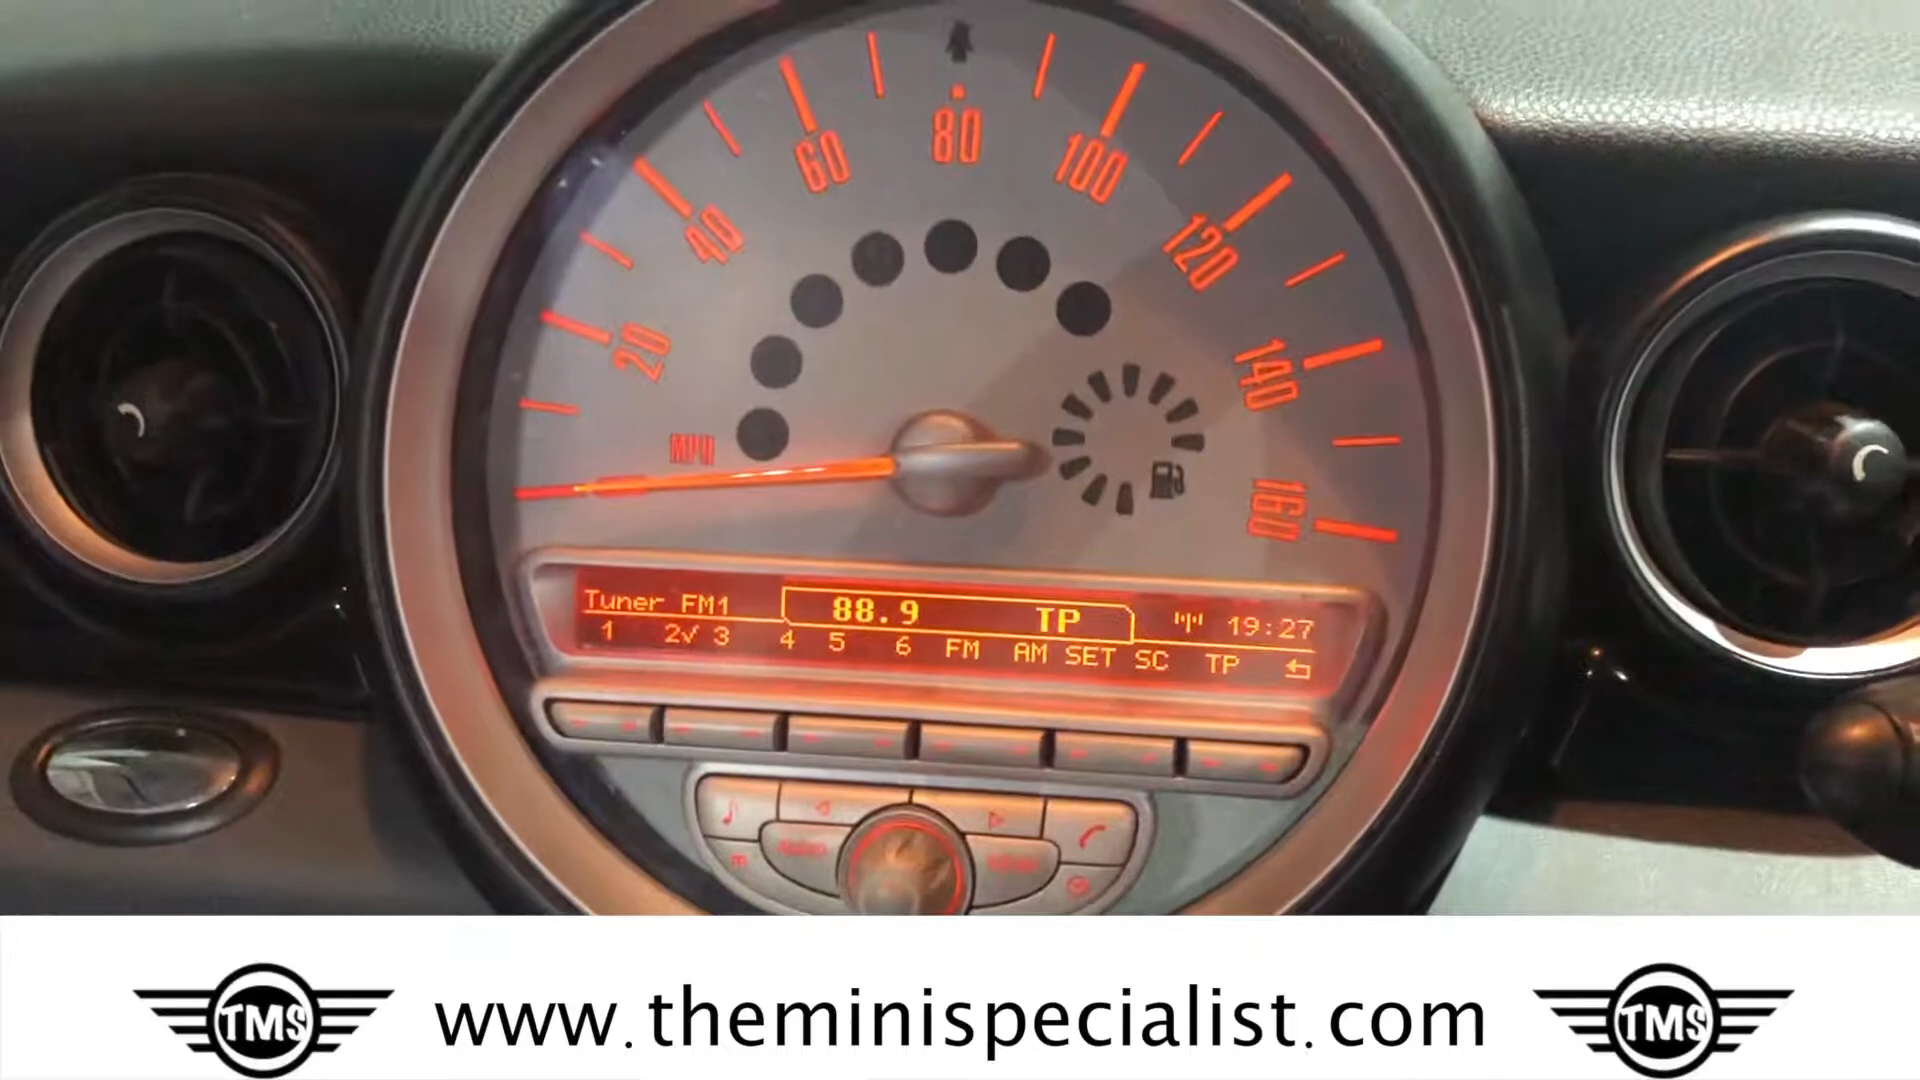 80
60
100
40
120
20
140
MPH
160
Tuner FM1 88.9 TP 19:27
1 2√ 3 4 5 6 FM AM SET SC TP
TMS www.theminispecialist.com TMS